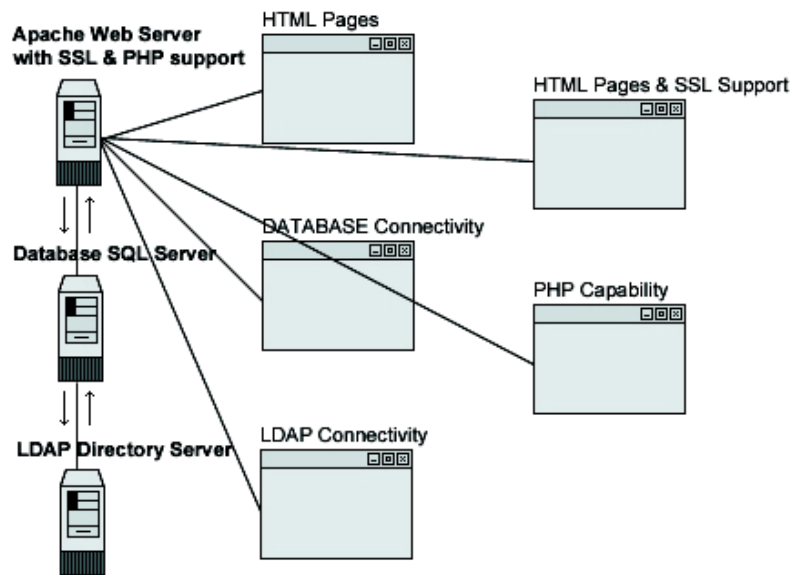 Apache Web Server
with SSL & PHP support
HTML Pages
HTML Pages & SSL Support
DATABASE Connectivity
Database SQL Server
PHP Capability
LDAP Connectivity
LDAP Directory Server